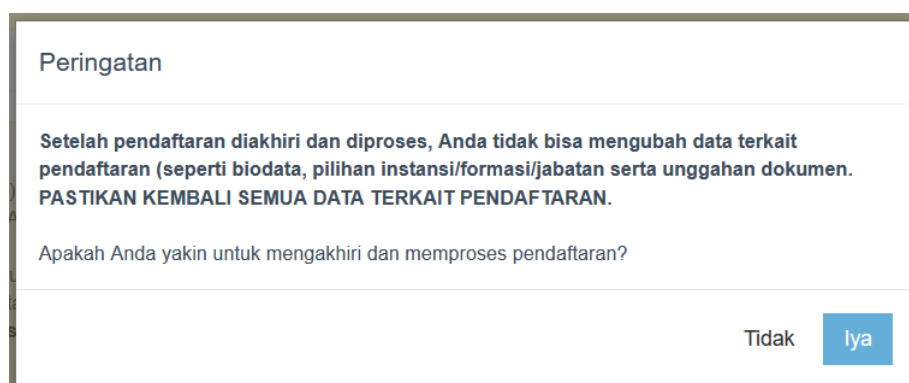 Peringatan
Setelah pendaftaran diakhiri dan diproses, Anda tidak bisa mengubah data terkait
pendaftaran (seperti biodata, pilihan instansi/formasi/jabatan serta unggahan dokumen.
PASTIKAN KEMBALI SEMUA DATA TERKAIT PENDAFTARAN.
Apakah Anda yakin untuk mengakhiri dan memproses pendaftaran?
Tidak
Iya